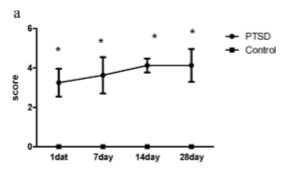 a
PTSD
Control
* * * *
score
6
4
2
0
1dat 7day 14day 28day